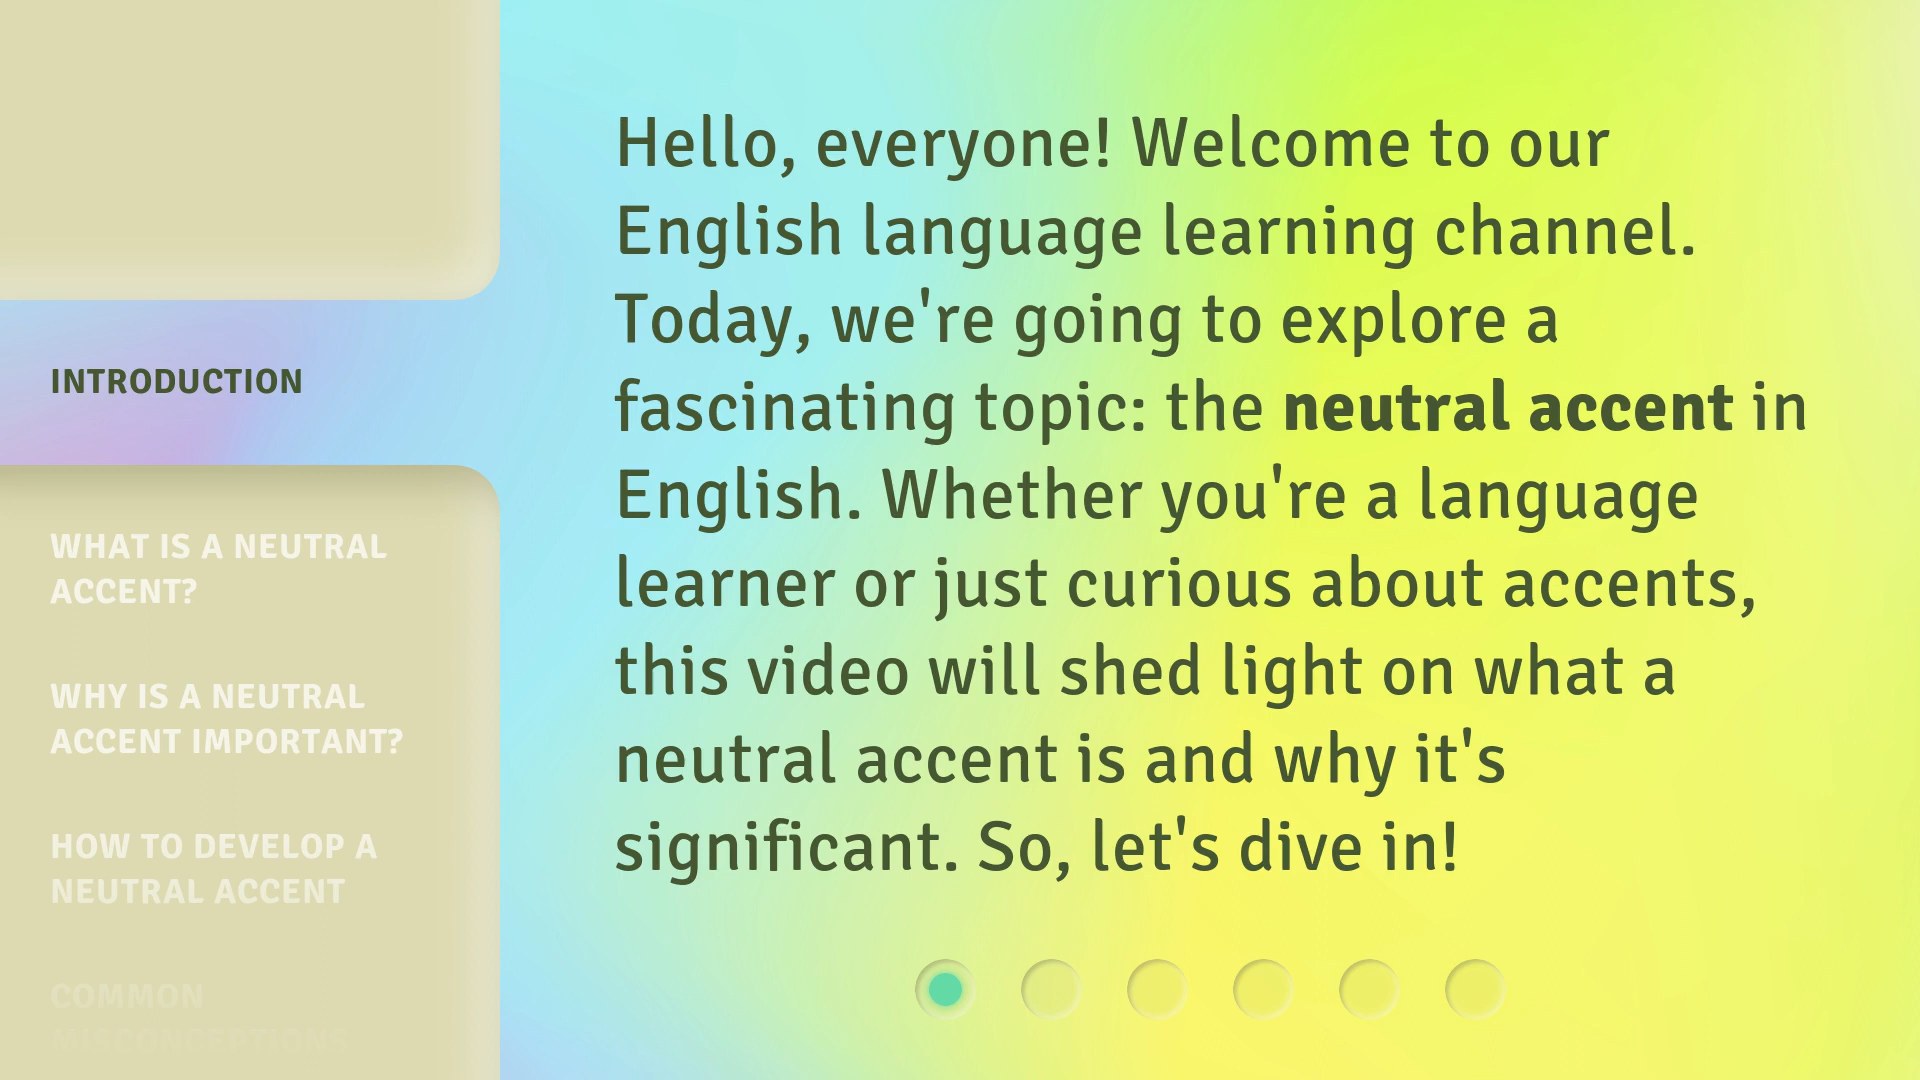 INTRODUCTION
WHAT IS A NEUTRAL
ACCENT?
WHY IS A NEUTRAL
ACCENT IMPORTANT?
HOW TO DEVELOP A
NEUTRAL ACCENT
COMMON
MISCONCEPTIONS
Hello, everyone! Welcome to our
English language learning channel.
Today, we're going to explore a
fascinating topic: the neutral accent in
English. Whether you're a language
learner or just curious about accents,
this video will shed light on what a
neutral accent is and why it's
significant. So, let's dive in!